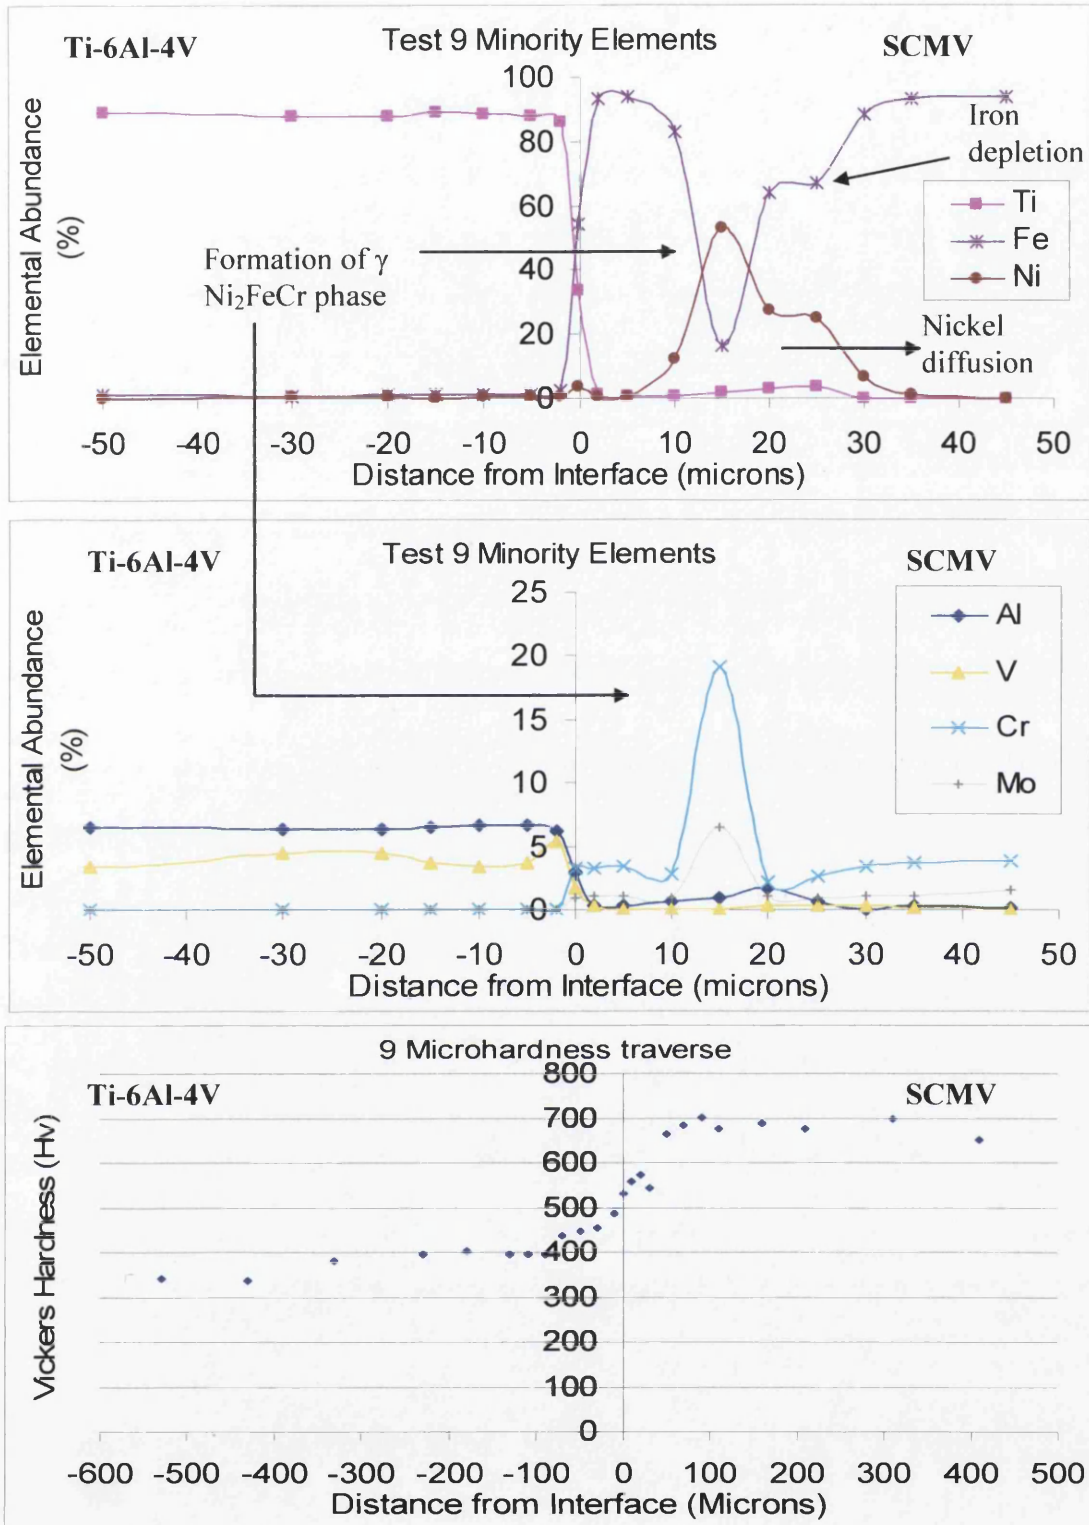 Ti-6Al-4V
Test 9 Minority Elements
SCMV
Elemental Abundance
(%)
100
80
60
40
20
0
Iron
depletion
Ti
Fe
Ni
Formation of γ
Ni₂FeCr phase
Nickel
diffusion
-50 -40 -30 -20 -10 0 10 20 30 40 50
Distance from Interface (microns)
Ti-6Al-4V
Test 9 Minority Elements
SCMV
Elemental Abundance
(%)
25
20
15
10
5
0
Al
V
Cr
Mo
-50 -40 -30 -20 -10 0 10 20 30 40 50
Distance from Interface (microns)
9 Microhardness traverse
Ti-6Al-4V
SCMV
Vickers Hardness (Hv)
800
700
600
500
400
300
200
100
0
-600 -500 -400 -300 -200 -100 0 100 200 300 400 500
Distance from Interface (Microns)